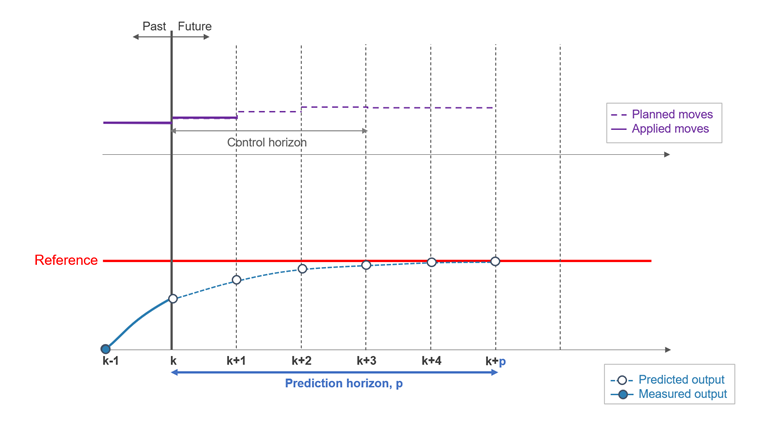 Past Future
Planned moves
Applied moves
Control horizon
Reference
k-1 k k+1 k+2 k+3 k+4 k+p
Prediction horizon, p
Predicted output
Measured output